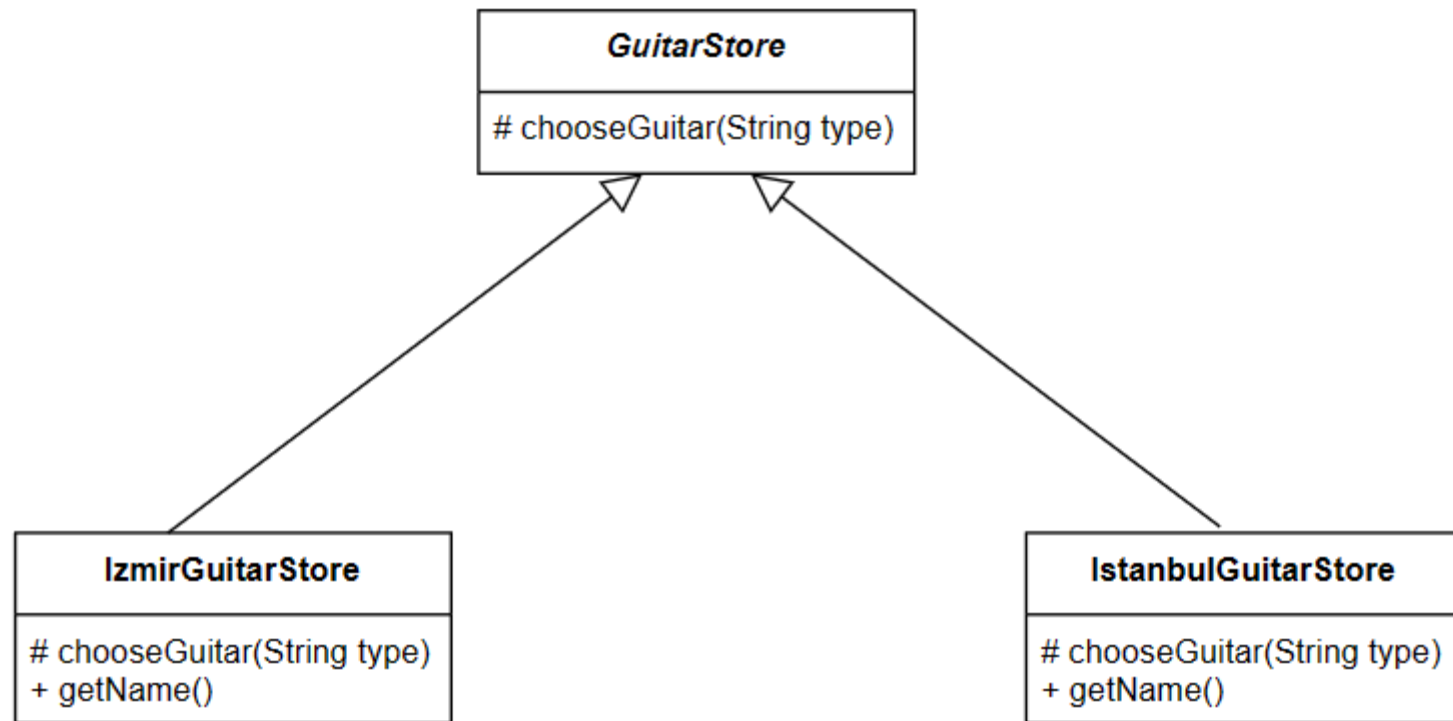 GuitarStore
# chooseGuitar(String type)
IzmirGuitarStore
# chooseGuitar(String type)
+ getName()
IstanbulGuitarStore
# chooseGuitar(String type)
+ getName()